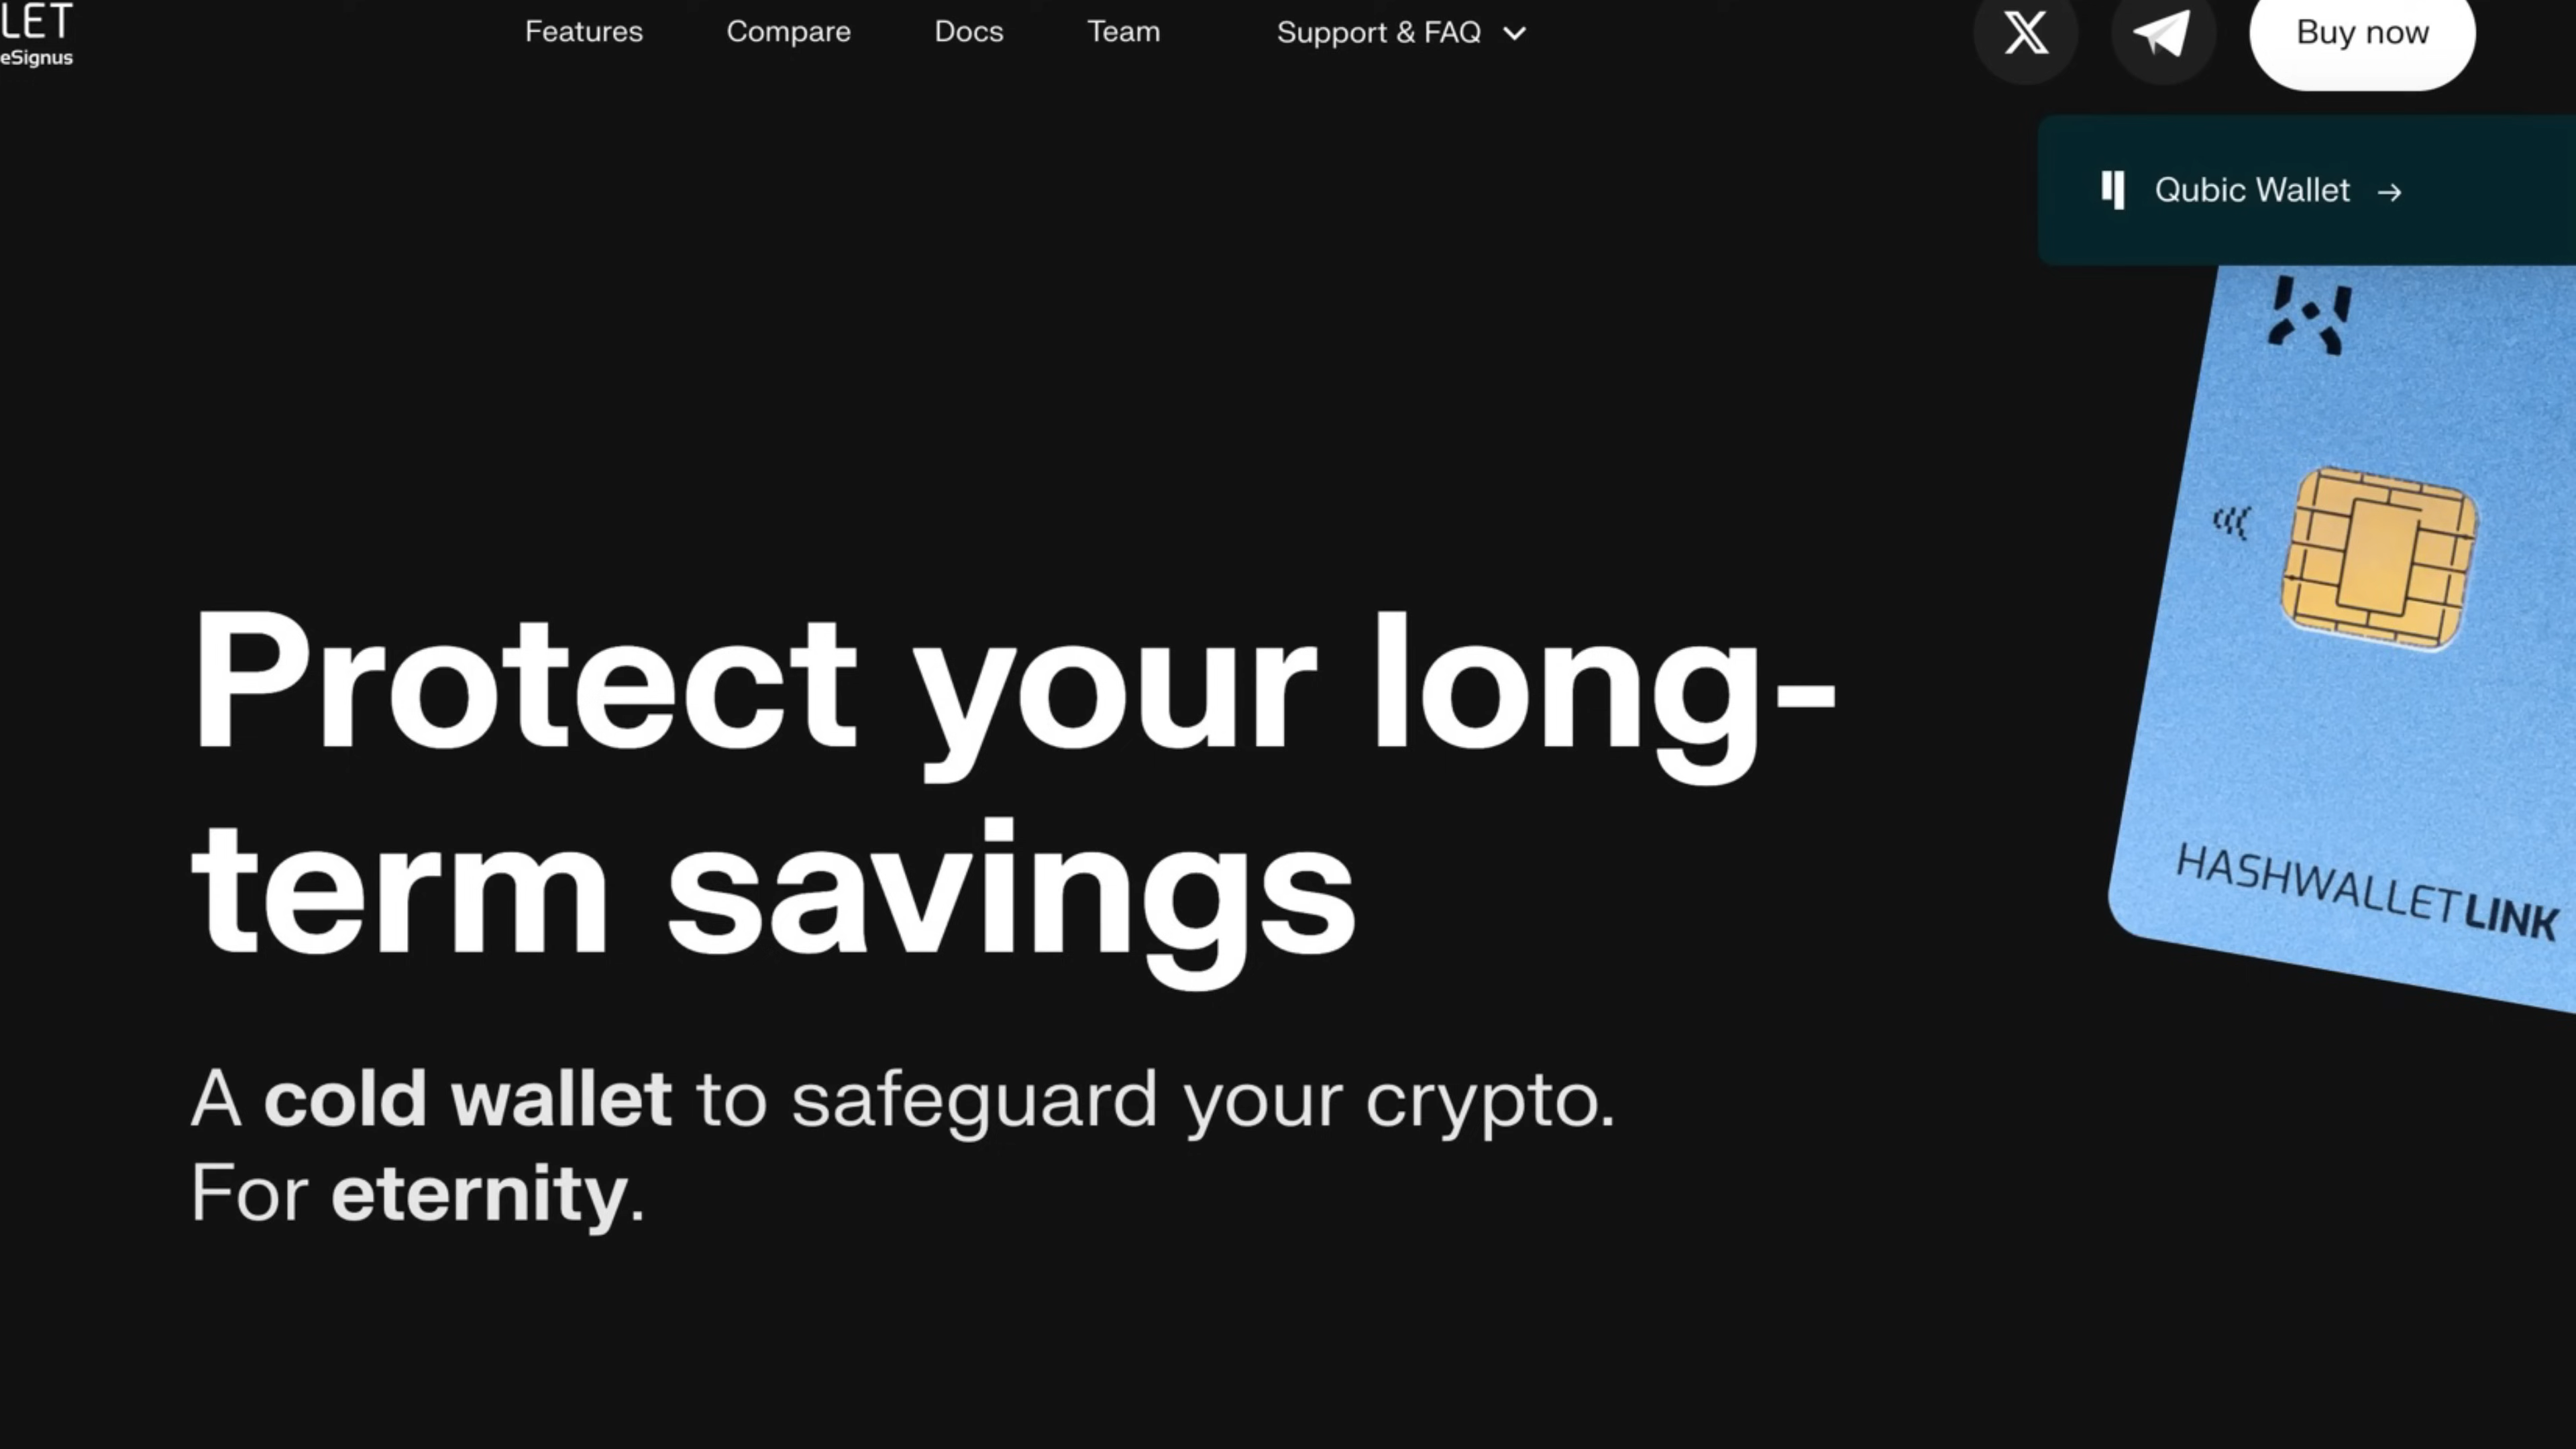 LET
eSignus
Features
Compare
Docs
Team
Support & FAQ
Buy now
Qubic Wallet →
HASHWALLETLINK
Protect your long-
term savings
A cold wallet to safeguard your crypto.
For eternity.